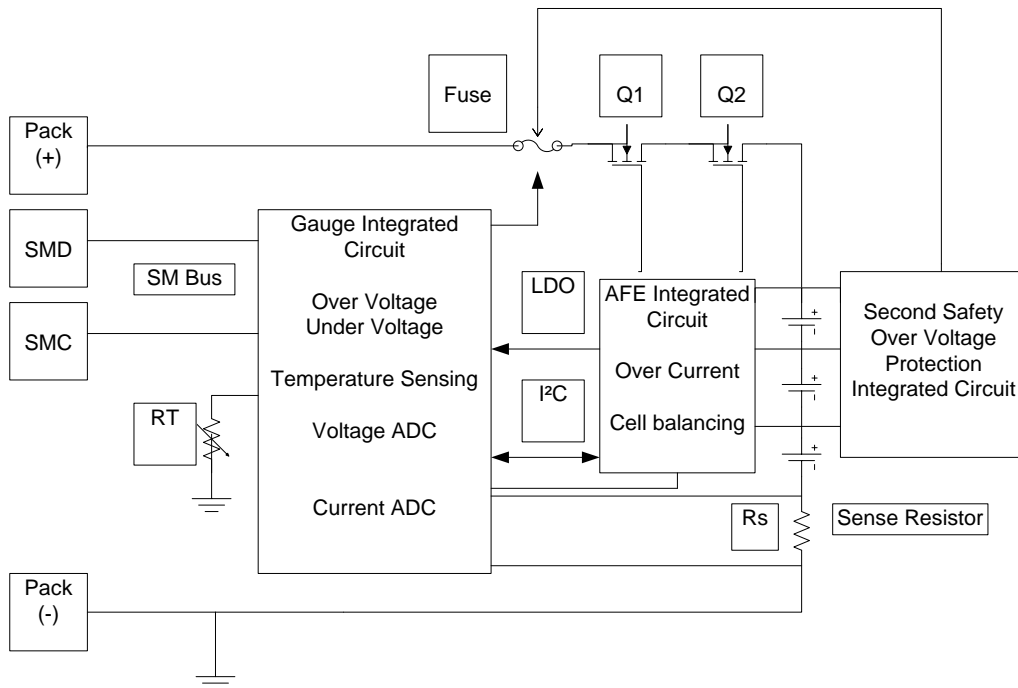 Fuse
Q1
Q2
Pack
(+)
SMD
SM Bus
SMC
RT
Gauge Integrated
Circuit
Over Voltage
Under Voltage
Temperature Sensing
Voltage ADC
Current ADC
LDO
I²C
AFE Integrated
Circuit
Over Current
Cell balancing
+
-
+
-
+
-
Second Safety
Over Voltage
Protection
Integrated Circuit
Rs
Sense Resistor
Pack
(-)